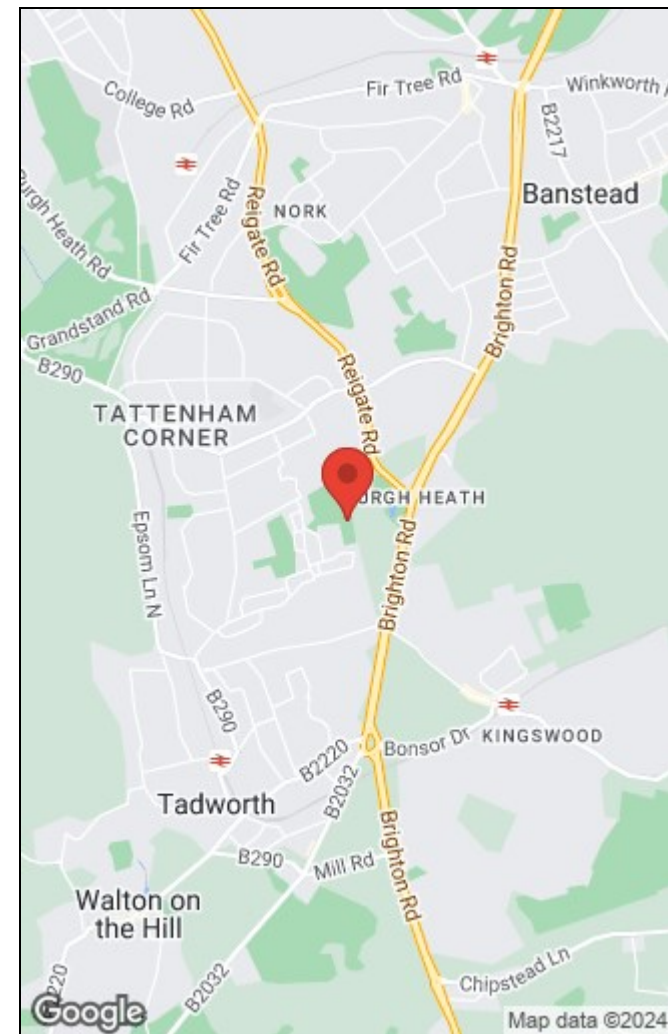 College Rd
Fir Tree Rd
Winkworth
B2217
NORK
Banstead
Fir Tree Rd
Reigate Rd
Burgh Heath Rd
Grandstand Rd
B290
Brighton Rd
Reigate Rd
TATTENHAM
CORNER
URGH HEATH
Epsom Ln N
Brighton Rd
B290
B2220
Bonsor Dr
KINGSWOOD
Tadworth
B2032
B290
Mill Rd
Brighton Rd
Walton on
the Hill
B2032
Chipstead Ln
Google
Map data ©2024